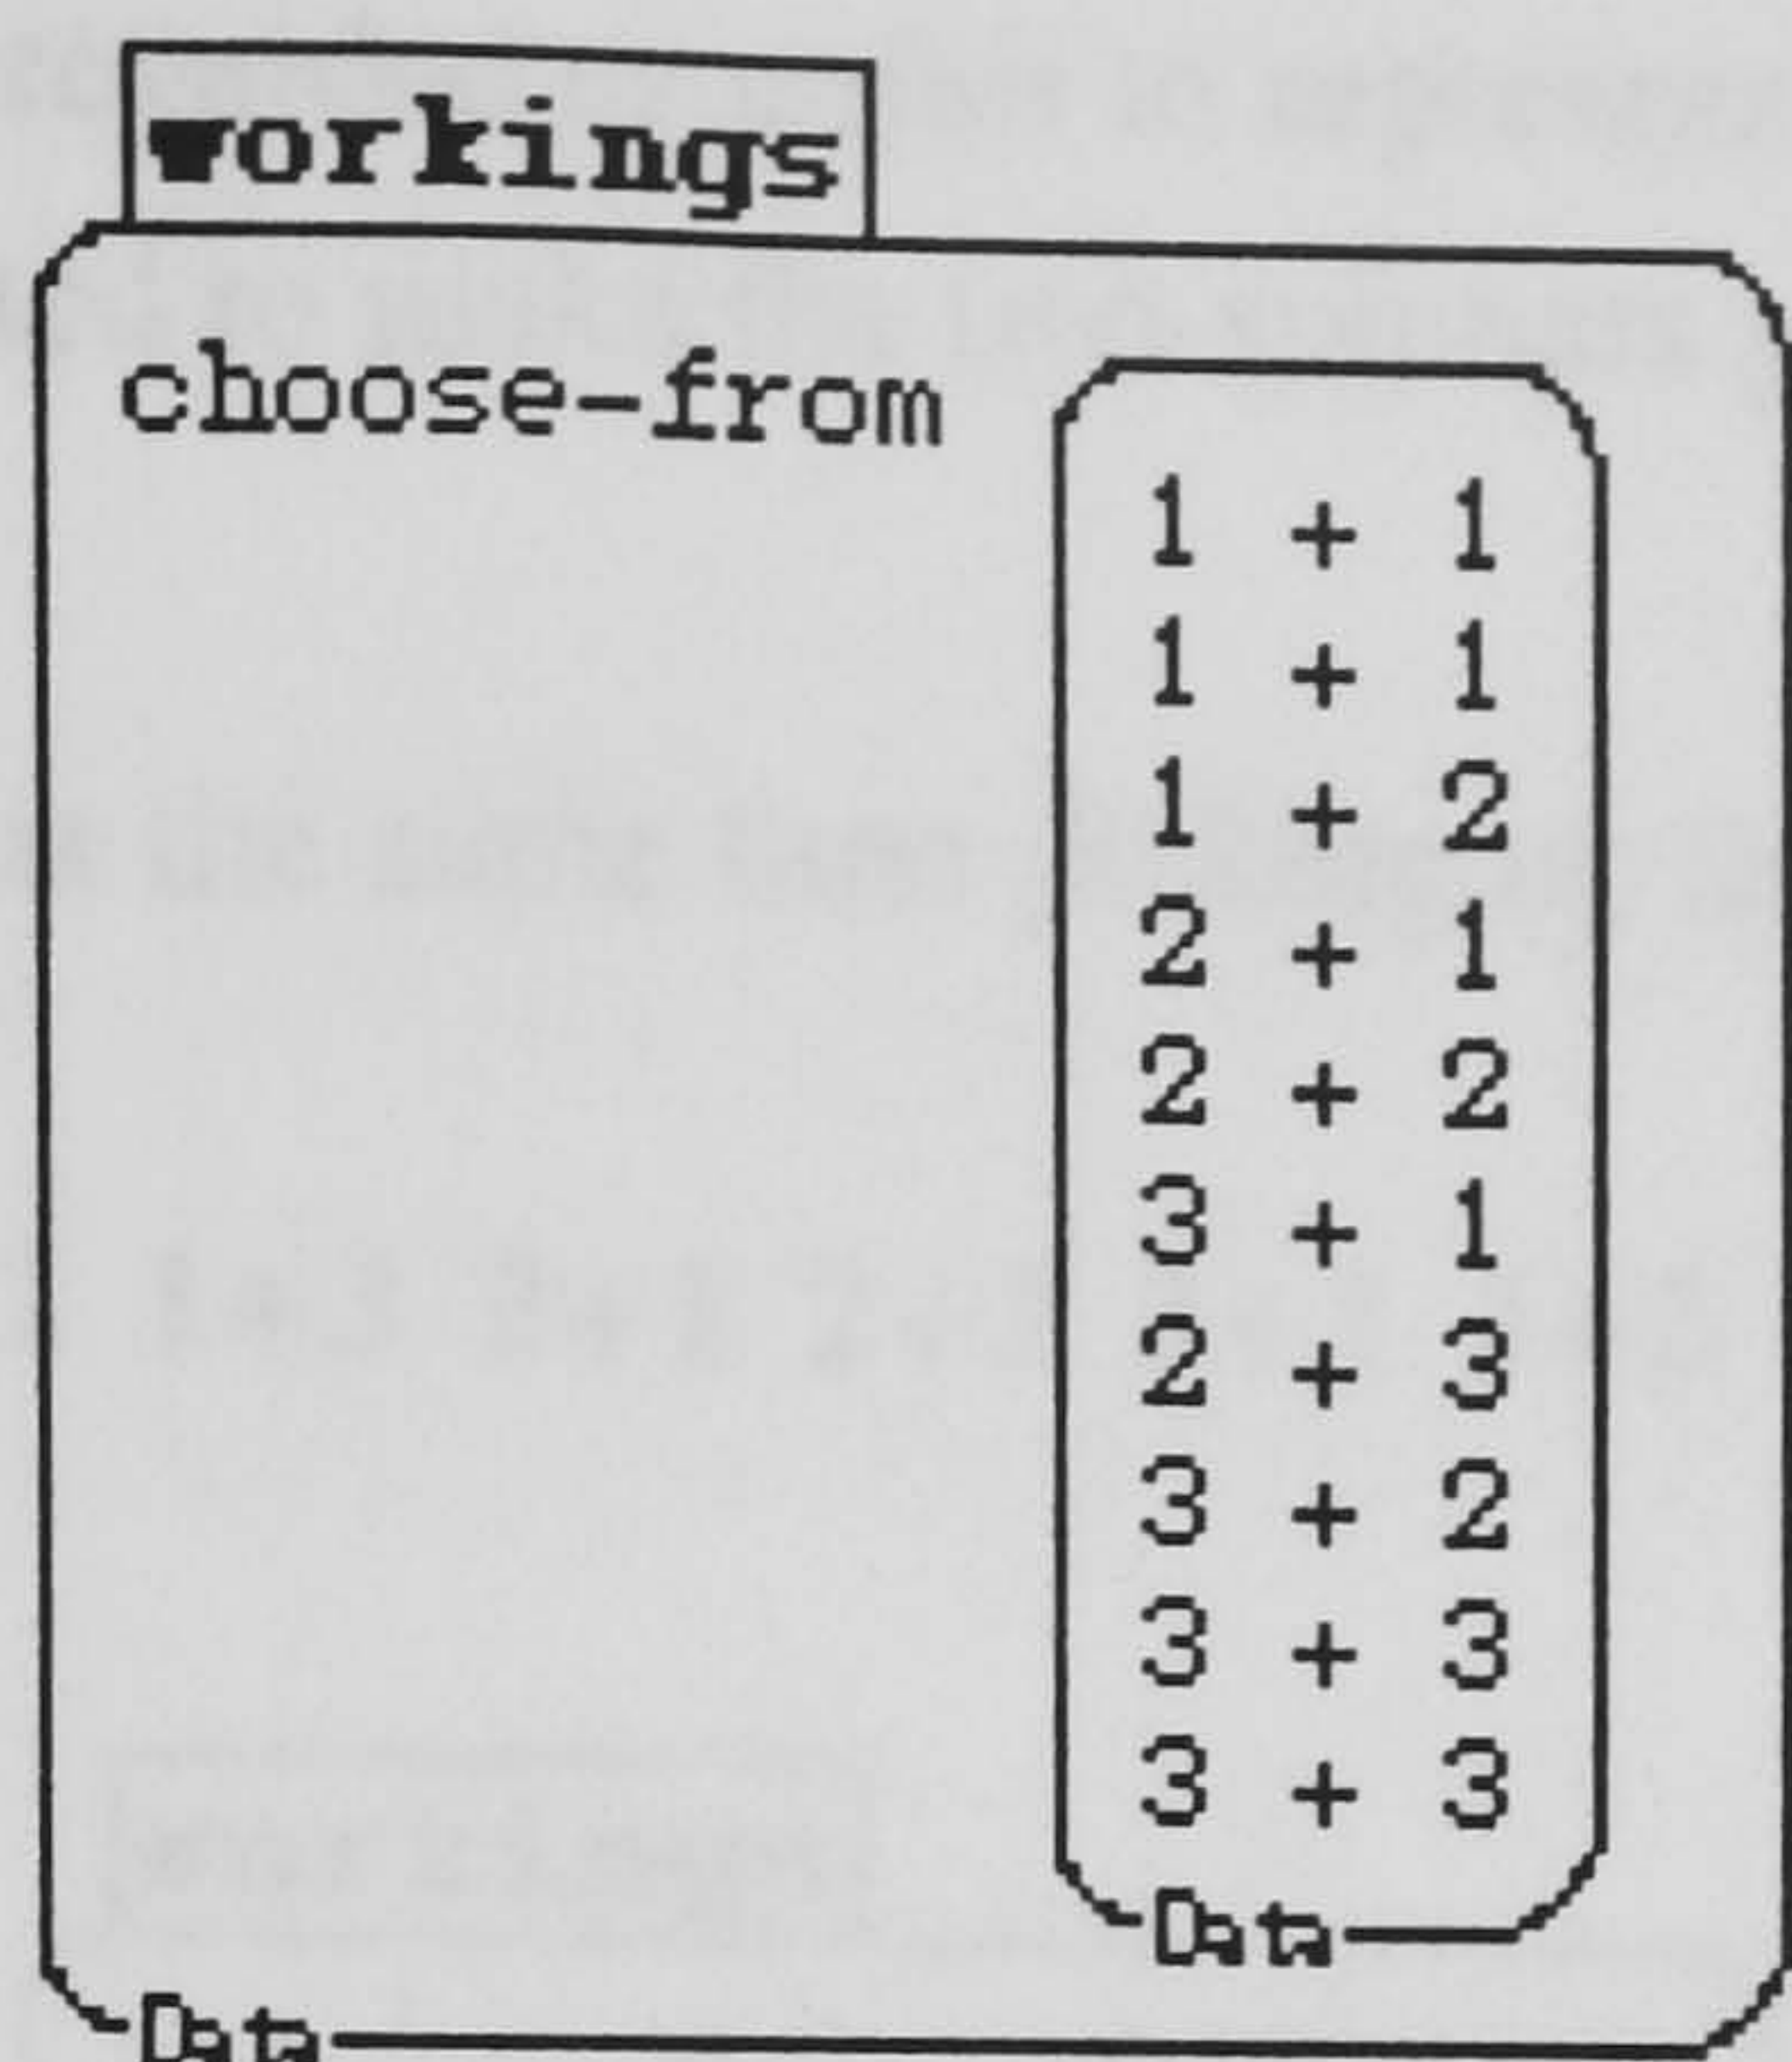 workings
choose-from
1 + 1
1 + 1
1 + 2
2 + 1
2 + 2
3 + 1
2 + 3
3 + 2
3 + 3
3 + 3
Data
Data